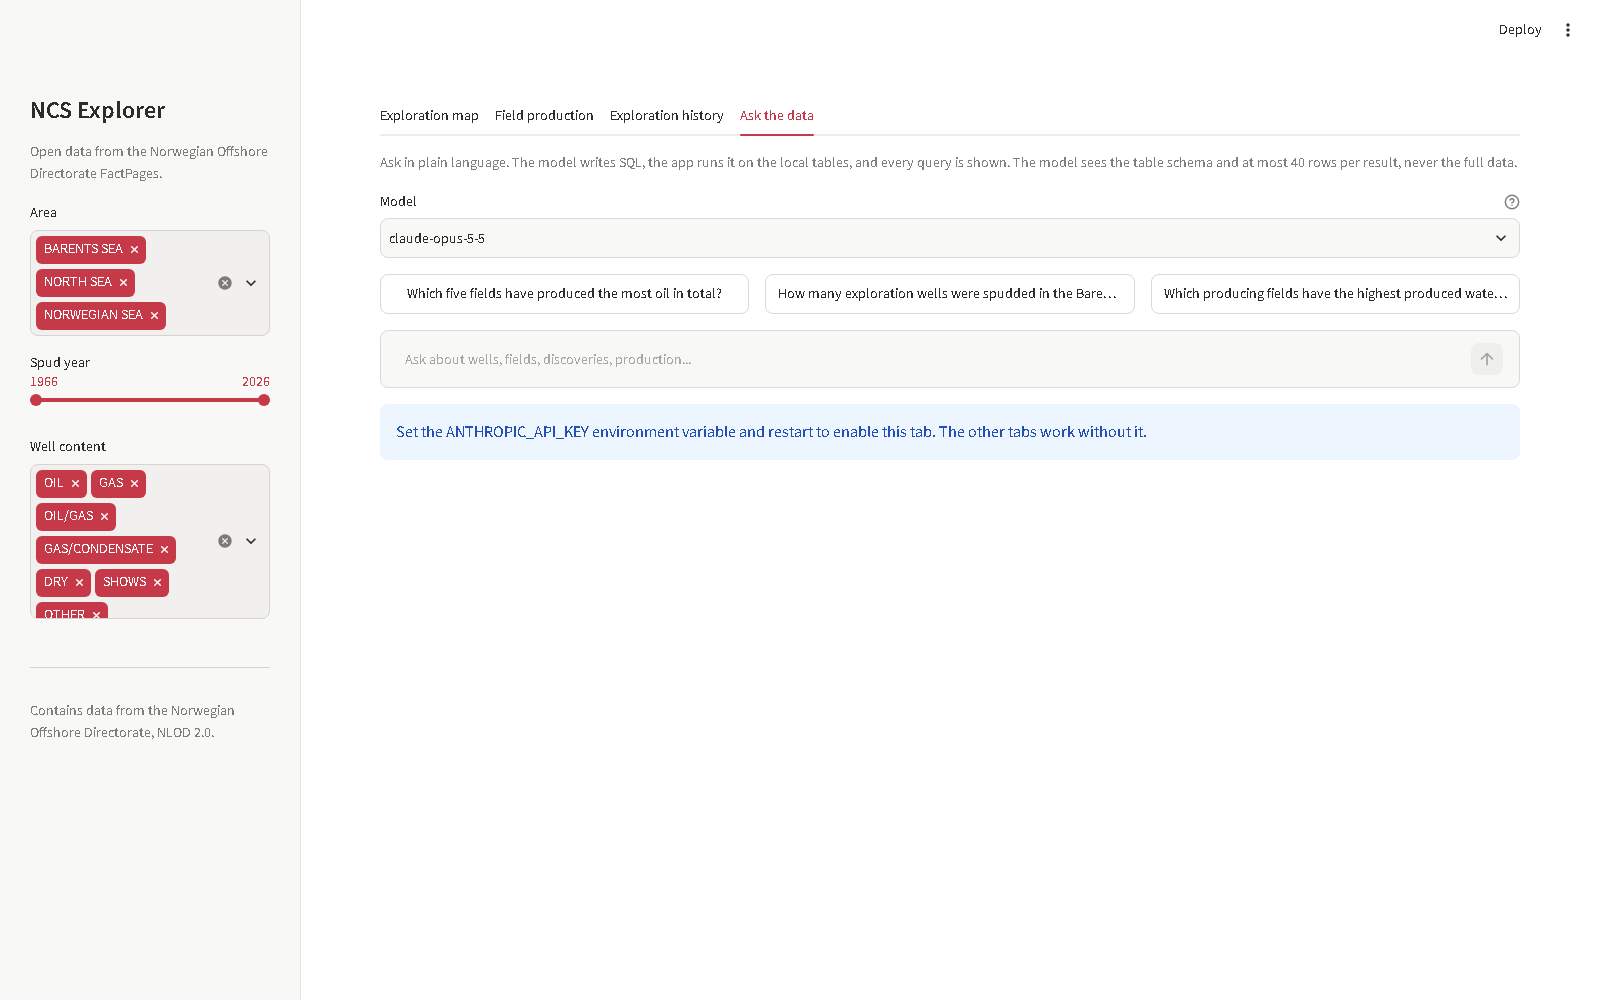 Deploy
NCS Explorer
Open data from the Norwegian Offshore
Directorate FactPages.
Area
BARENTS SEA
NORTH SEA
NORWEGIAN SEA
Spud year
1966 2026
Well content
OIL GAS
OIL/GAS
GAS/CONDENSATE
DRY SHOWS
OTHER
Contains data from the Norwegian
Offshore Directorate, NLOD 2.0.
Exploration map Field production Exploration history Ask the data
Ask in plain language. The model writes SQL, the app runs it on the local tables, and every query is shown. The model sees the table schema and at most 40 rows per result, never the full data.
Model
claude-opus-5-5
Which five fields have produced the most oil in total? How many exploration wells were spudded in the Bare... Which producing fields have the highest produced wate...
Ask about wells, fields, discoveries, production...
Set the ANTHROPIC_API_KEY environment variable and restart to enable this tab. The other tabs work without it.